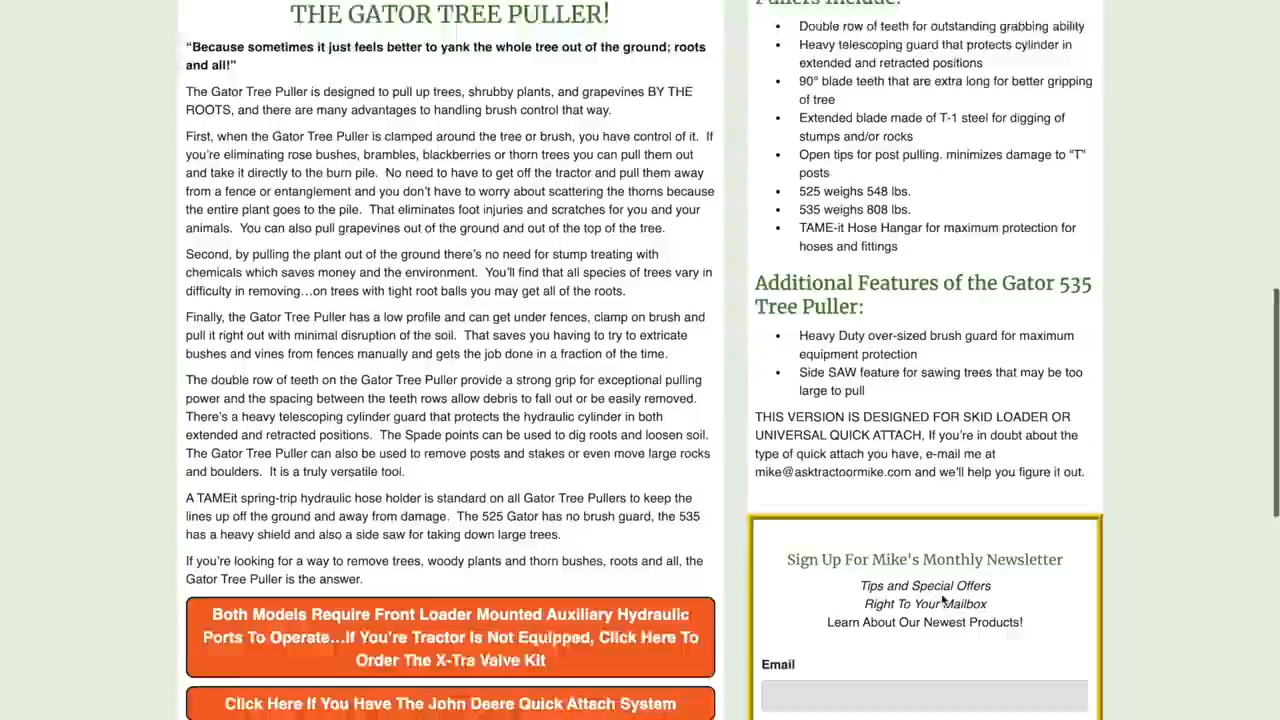 THE GATOR TREE PULLER!
“Because sometimes it just feels better to yank the whole tree out of the ground; roots
and all!”
The Gator Tree Puller is designed to pull up trees, shrubby plants, and grapevines BY THE
ROOTS, and there are many advantages to handling brush control that way.
First, when the Gator Tree Puller is clamped around the tree or brush, you have control of it.  If
you’re eliminating rose bushes, brambles, blackberries or thorn trees you can pull them out
and take it directly to the burn pile.  No need to have to get off the tractor and pull them away
from a fence or entanglement and you don’t have to worry about scattering the thorns because
the entire plant goes to the pile.  That eliminates foot injuries and scratches for you and your
animals.  You can also pull grapevines out of the ground and out of the top of the tree.
Second, by pulling the plant out of the ground there’s no need for stump treating with
chemicals which saves money and the environment.  You’ll find that all species of trees vary in
difficulty in removing…on trees with tight root balls you may get all of the roots.
Finally, the Gator Tree Puller has a low profile and can get under fences, clamp on brush and
pull it right out with minimal disruption of the soil.  That saves you having to try to extricate
bushes and vines from fences manually and gets the job done in a fraction of the time.
The double row of teeth on the Gator Tree Puller provide a strong grip for exceptional pulling
power and the spacing between the teeth rows allow debris to fall out or be easily removed.
There’s a heavy telescoping cylinder guard that protects the hydraulic cylinder in both
extended and retracted positions.  The Spade points can be used to dig roots and loosen soil.
The Gator Tree Puller can also be used to remove posts and stakes or even move large rocks
and boulders.  It is a truly versatile tool.
A TAMEit spring-trip hydraulic hose holder is standard on all Gator Tree Pullers to keep the
lines up off the ground and away from damage.  The 525 Gator has no brush guard, the 535
has a heavy shield and also a side saw for taking down large trees.
If you’re looking for a way to remove trees, woody plants and thorn bushes, roots and all, the
Gator Tree Puller is the answer.
Both Models Require Front Loader Mounted Auxiliary Hydraulic
Ports To Operate…If You’re Tractor Is Not Equipped, Click Here To
Order The X-Tra Valve Kit
Click Here If You Have The John Deere Quick Attach System
Pullers Include:
• Double row of teeth for outstanding grabbing ability
• Heavy telescoping guard that protects cylinder in
extended and retracted positions
• 90° blade teeth that are extra long for better gripping
of tree
• Extended blade made of T-1 steel for digging of
stumps and/or rocks
• Open tips for post pulling. minimizes damage to “T”
posts
• 525 weighs 548 lbs.
• 535 weighs 808 lbs.
• TAME-it Hose Hanger for maximum protection for
hoses and fittings
Additional Features of the Gator 535
Tree Puller:
• Heavy Duty over-sized brush guard for maximum
equipment protection
• Side SAW feature for sawing trees that may be too
large to pull
THIS VERSION IS DESIGNED FOR SKID LOADER OR
UNIVERSAL QUICK ATTACH, If you’re in doubt about the
type of quick attach you have, e-mail me at
mike@asktractoormike.com and we’ll help you figure it out.
Sign Up For Mike's Monthly Newsletter
Tips and Special Offers
Right To Your Mailbox
Learn About Our Newest Products!
Email